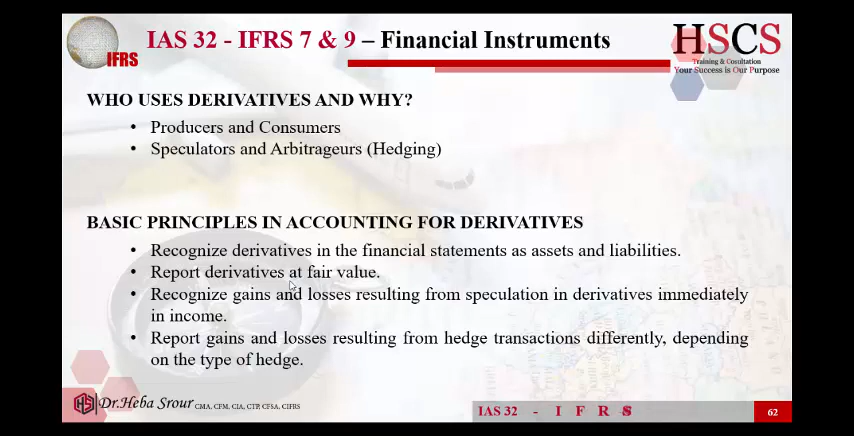 IAS 32 - IFRS 7 & 9 – Financial Instruments
IFRS
HSCS
Training & Cosultation
Your Success is Our Purpose
WHO USES DERIVATIVES AND WHY?
• Producers and Consumers
• Speculators and Arbitrageurs (Hedging)
BASIC PRINCIPLES IN ACCOUNTING FOR DERIVATIVES
• Recognize derivatives in the financial statements as assets and liabilities.
• Report derivatives at fair value.
• Recognize gains and losses resulting from speculation in derivatives immediately
in income.
• Report gains and losses resulting from hedge transactions differently, depending
on the type of hedge.
HS Dr.Heba Srour CMA, CFM, CIA, CTP, CFSA, CIFRS
IAS 32 - I F R S
62